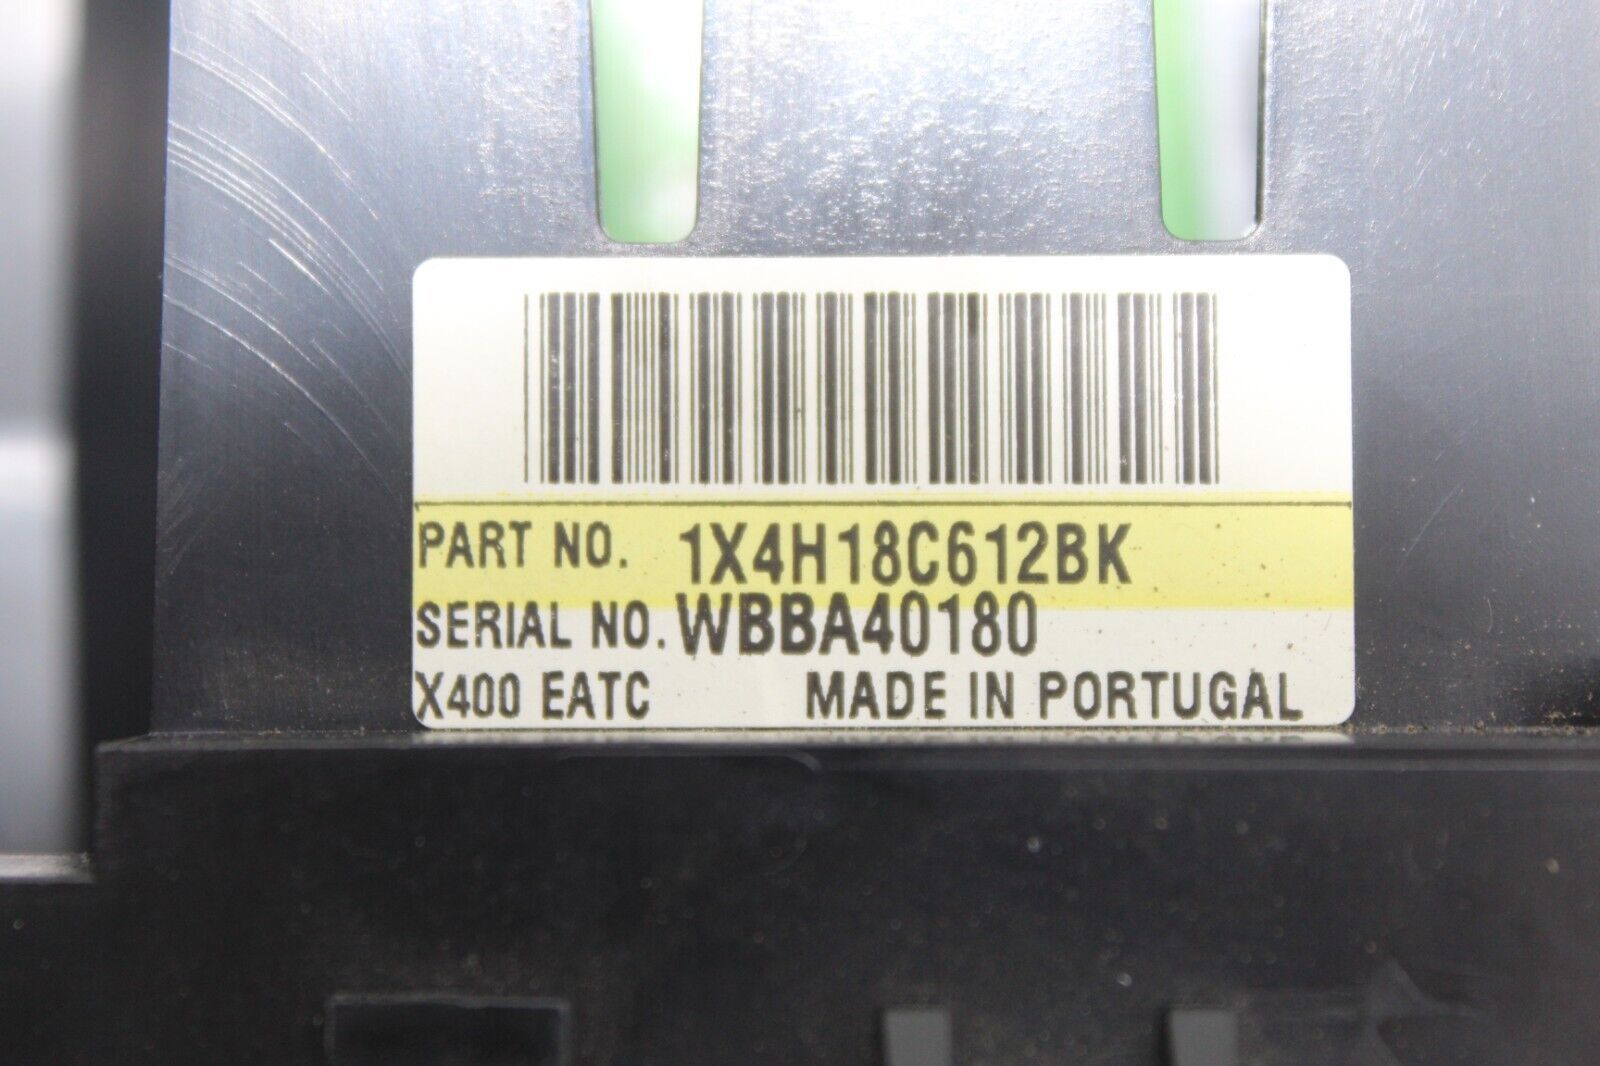 PART NO. 1X4H18C612BK
SERIAL NO. WBBA40180
X400 EATC MADE IN PORTUGAL